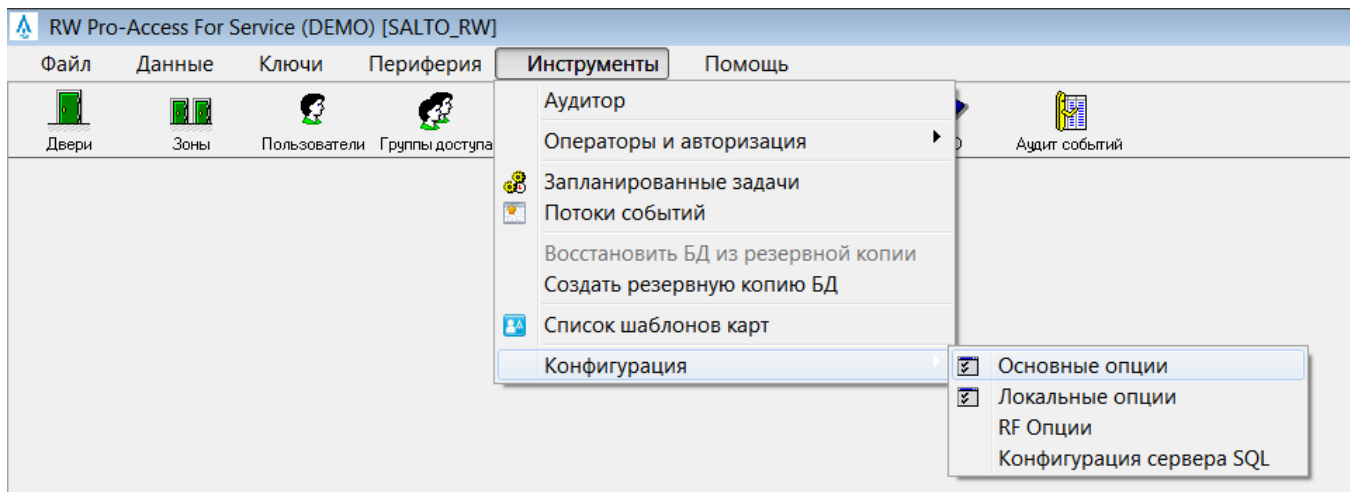 RW Pro-Access For Service (DEMO) [SALTO_RW]
Файл Данные Ключи Периферия Инструменты Помощь
Двери Зоны Пользователи Группы доступа Аудит событий
Аудитор
Операторы и авторизация
Запланированные задачи
Потоки событий
Восстановить БД из резервной копии
Создать резервную копию БД
Список шаблонов карт
Конфигурация
Основные опции
Локальные опции
RF Опции
Конфигурация сервера SQL